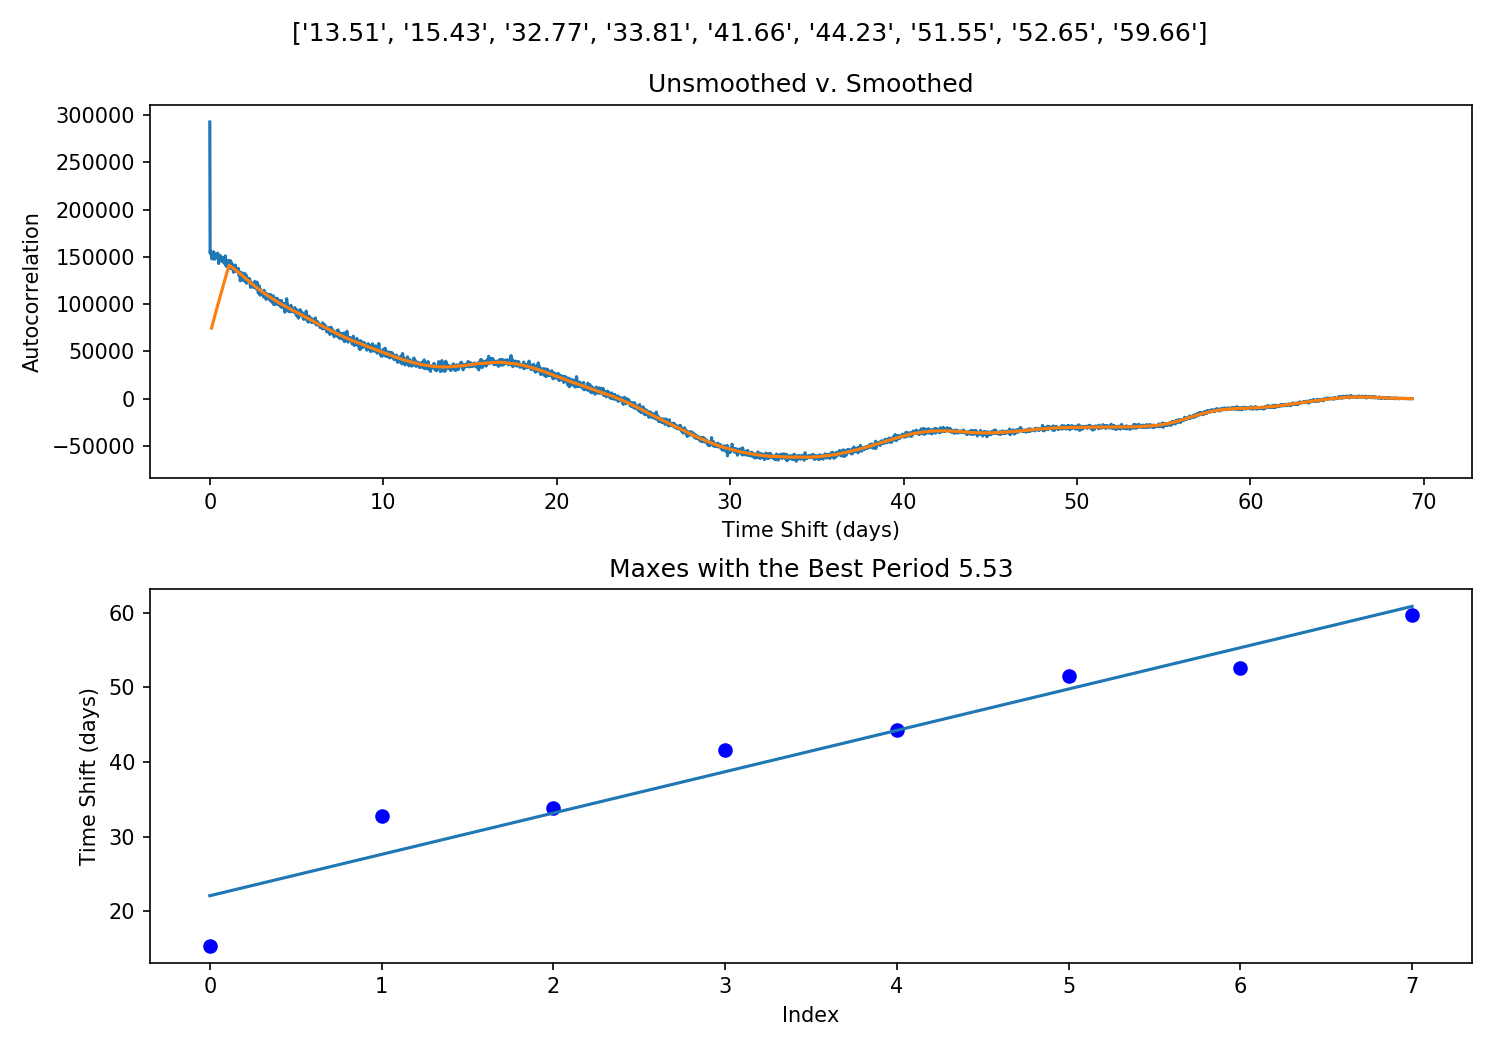 ['13.51', '15.43', '32.77', '33.81', '41.66', '44.23', '51.55', '52.65', '59.66']
Unsmoothed v. Smoothed
300000
250000
200000
150000
100000
50000
0
−50000
Autocorrelation
0 10 20 30 40 50 60 70
Time Shift (days)
Maxes with the Best Period 5.53
60
50
40
30
20
Time Shift (days)
0 1 2 3 4 5 6 7
Index